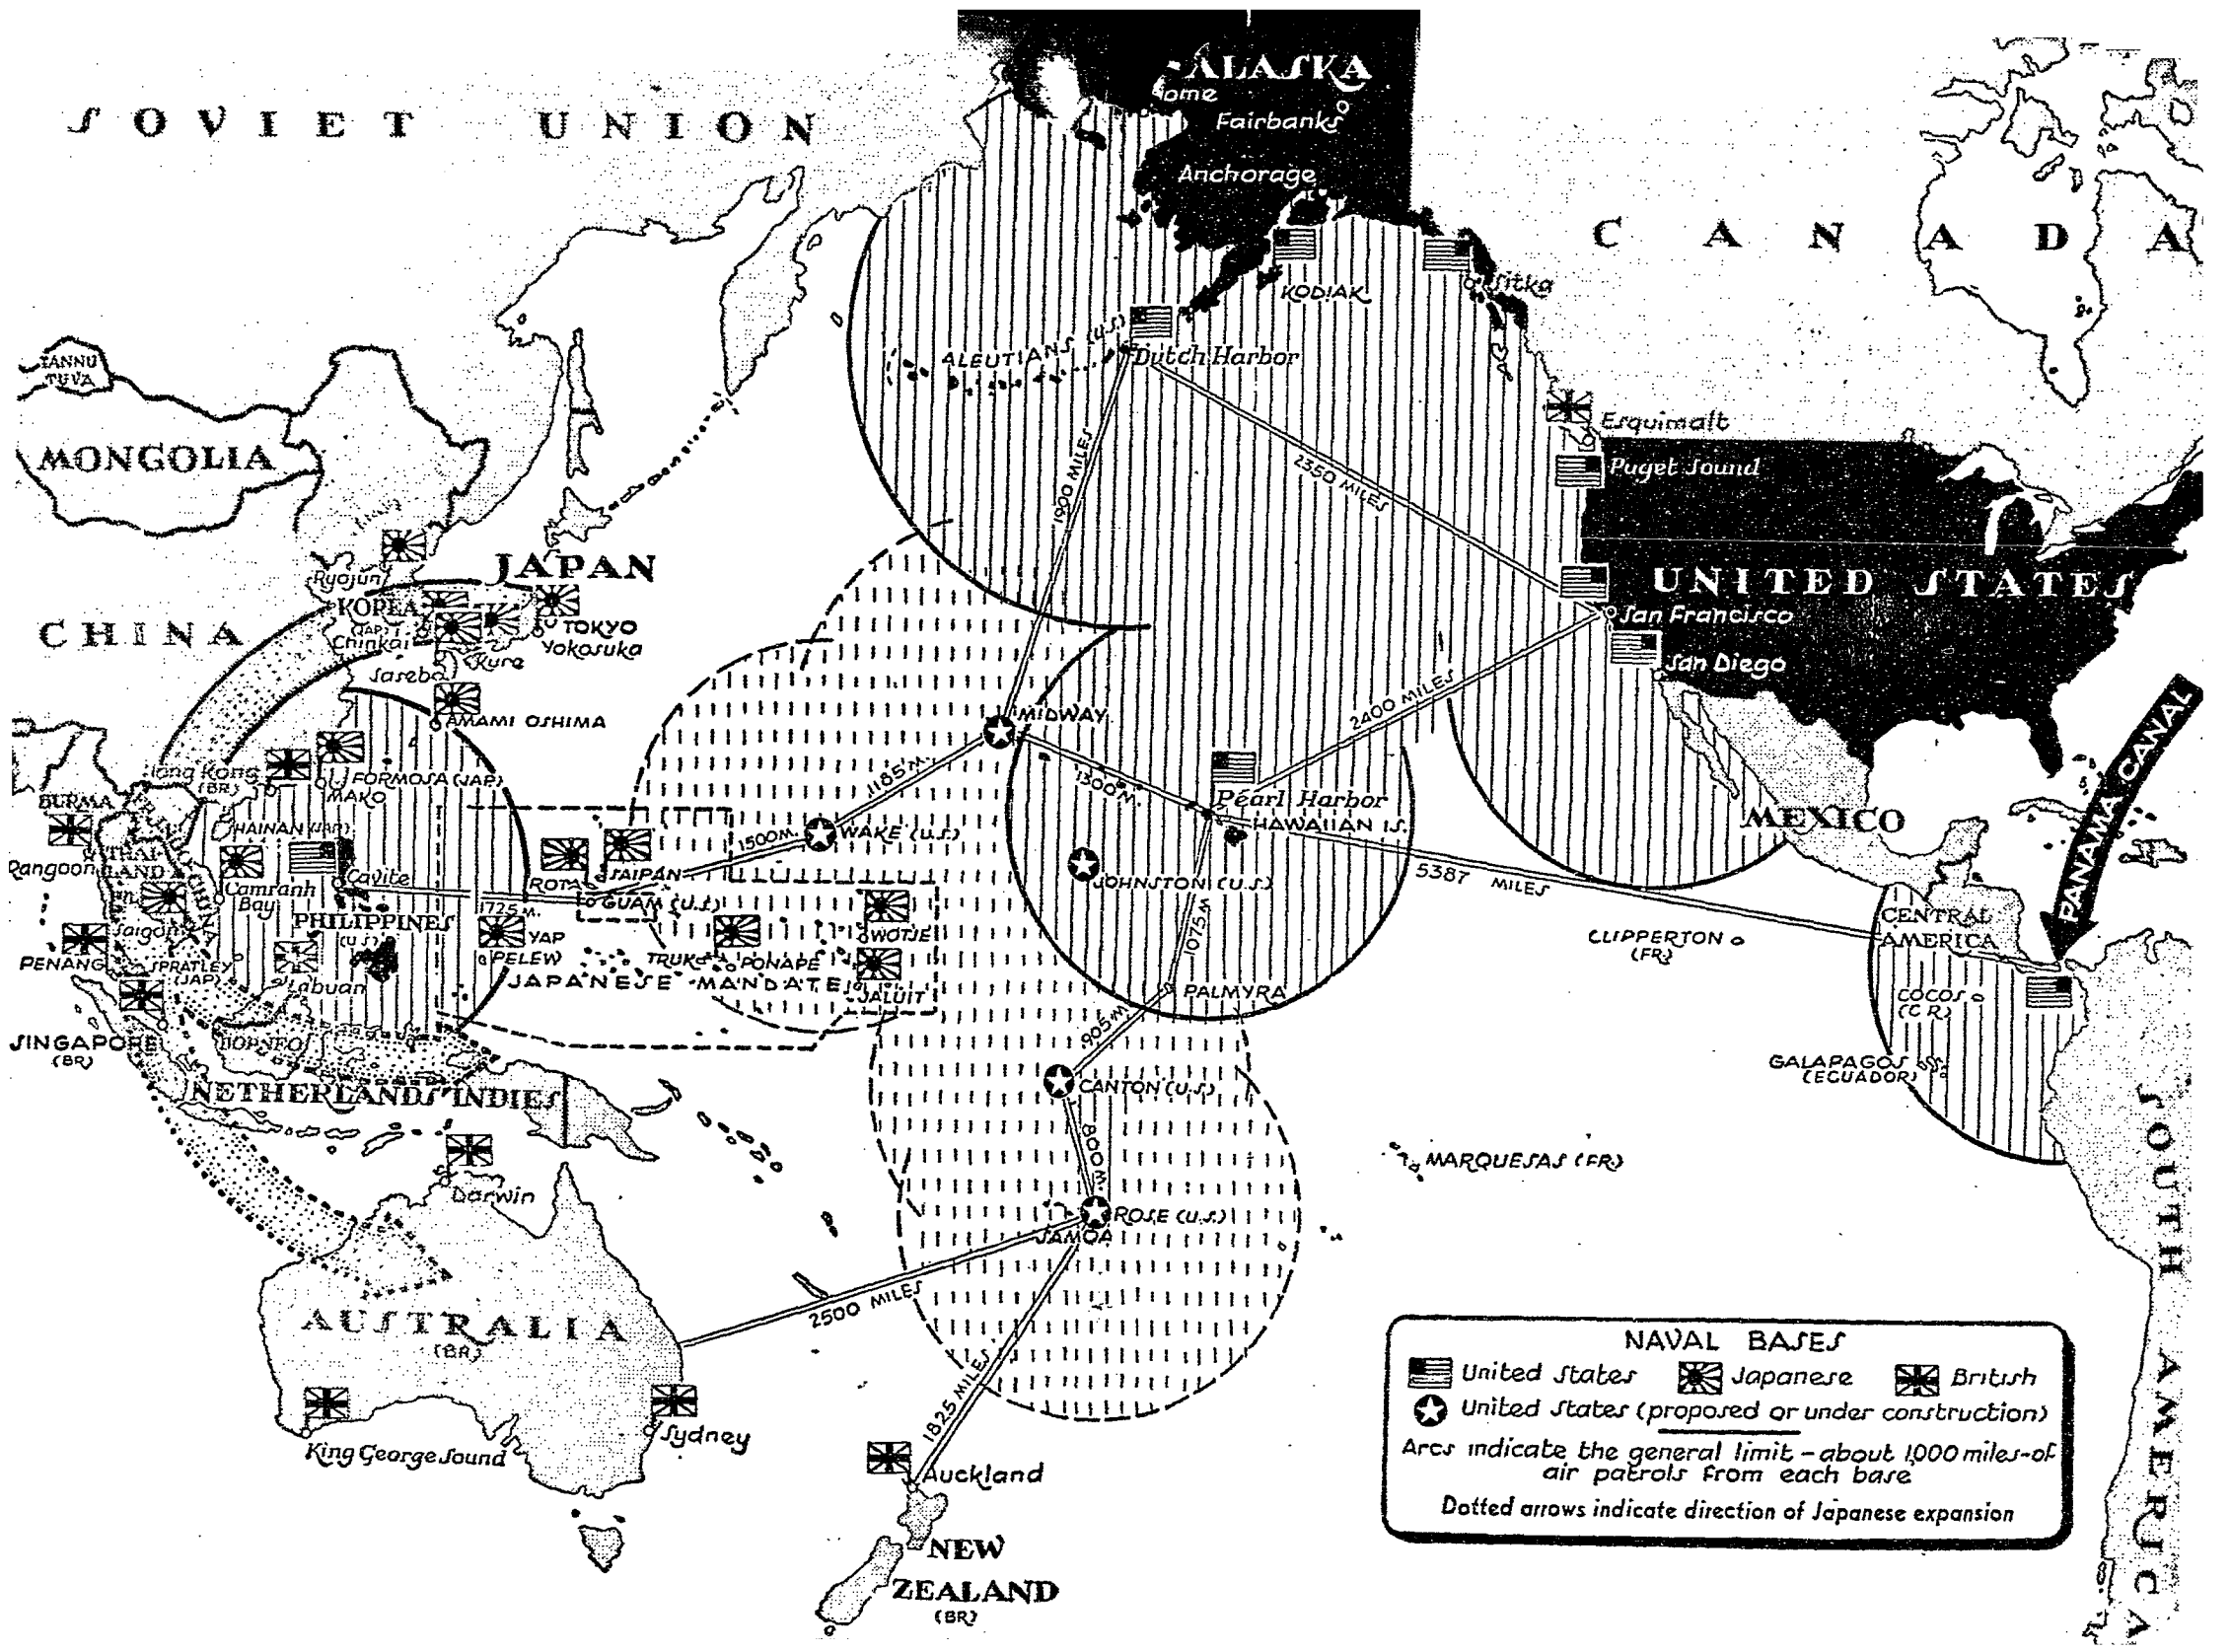 SOVIET UNION
ALASKA
ome
Fairbanks
Anchorage
CANADA
KODIAK
Sitka
ALEUTIANS (U.S.)
Dutch Harbor
TANNU
TUVA
MONGOLIA
1900 MILES
2350 MILES
Esquimalt
Puget Sound
JAPAN
Ryojun
KOREA
(JAP)
Chinkai
TOKYO
Yokosuka
Kure
Sasebo
CHINA
UNITED STATES
San Francisco
San Diego
AMAMI OSHIMA
MIDWAY
2400 MILES
PANAMA CANAL
Hong Kong
(BR)
FORMOSA (JAP)
MAKO
1185 M.
1300 M.
Pearl Harbor
HAWAIIAN IS.
MEXICO
BURMA
HAINAN (JAP)
Rangoon
THAI-
LAND
Cavite
Camranh
Bay
1500 M.
WAKE (U.S.)
ROTA
SAIPAN
GUAM (U.S.)
1725 M.
JOHNSTON (U.S.)
5387 MILES
PHILIPPINES
(U.S.)
Saigon
YAP
PELEW
TRUK
PONAPE
WOTJE
JALUIT
JAPANESE MANDATE
1075 M
CLIPPERTON
(FR)
CENTRAL
AMERICA
PENANG
SPRATLEY
(JAP)
Labuan
PALMYRA
COCOS
(C R)
SINGAPORE
(BR)
BORNEO
905 M.
GALAPAGOS
(ECUADOR)
NETHERLANDS INDIES
CANTON (U.S.)
800 M.
MARQUESAS (FR)
Darwin
ROSE (U.S.)
SAMOA
SOUTH AMERICA
2500 MILES
AUSTRALIA
(BR)
1825 MILES
King George Sound
Sydney
Auckland
NEW
ZEALAND
(BR)
NAVAL BASES
United States Japanese British
United States (proposed or under construction)
Arcs indicate the general limit - about 1,000 miles - of
air patrols from each base
Dotted arrows indicate direction of Japanese expansion